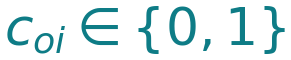 c_{oi} ∈ {0, 1}